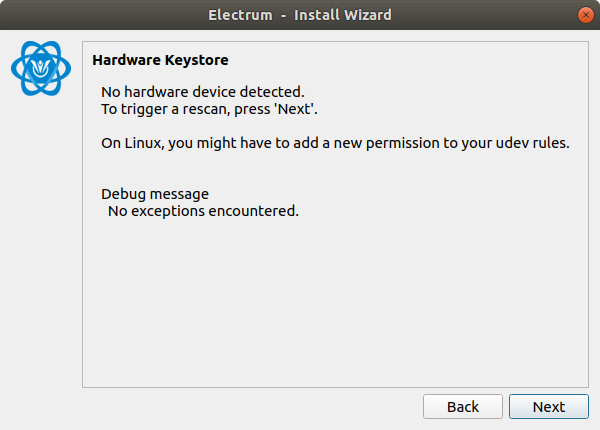 Electrum - Install Wizard
Hardware Keystore
No hardware device detected.
To trigger a rescan, press 'Next'.
On Linux, you might have to add a new permission to your udev rules.
Debug message
No exceptions encountered.
Back
Next